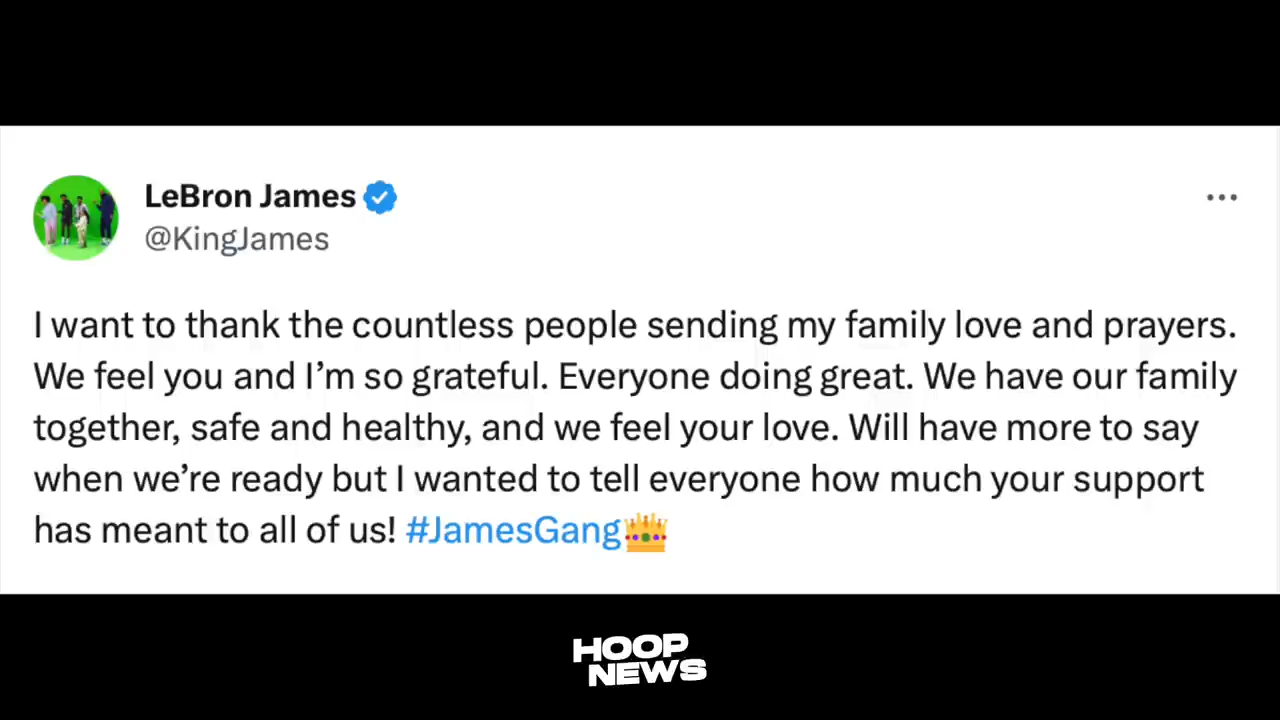 LeBron James
@KingJames
I want to thank the countless people sending my family love and prayers.
We feel you and I’m so grateful. Everyone doing great. We have our family
together, safe and healthy, and we feel your love. Will have more to say
when we’re ready but I wanted to tell everyone how much your support
has meant to all of us! #JamesGang👑
HOOP
NEWS